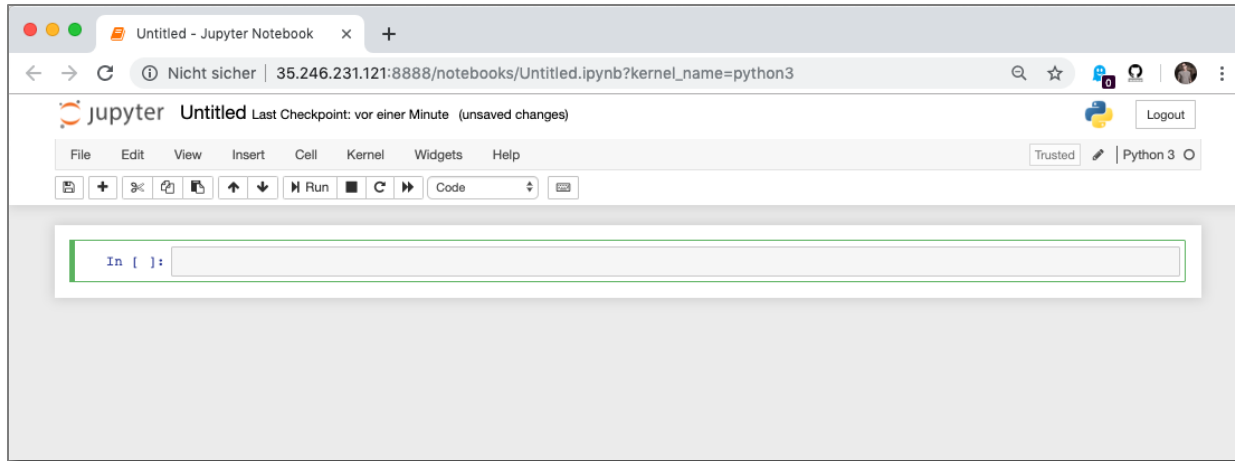 Untitled - Jupyter Notebook
Nicht sicher | 35.246.231.121:8888/notebooks/Untitled.ipynb?kernel_name=python3
0
jupyter Untitled Last Checkpoint: vor einer Minute (unsaved changes)
Logout
File Edit View Insert Cell Kernel Widgets Help
Trusted Python 3
Run Code
In [ ]: